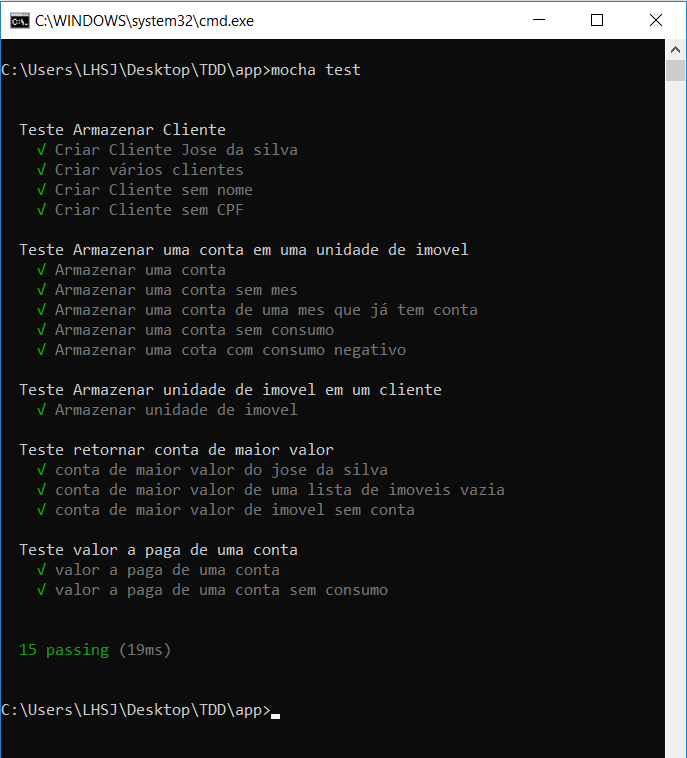 C:\WINDOWS\system32\cmd.exe
C:\Users\LHSJ\Desktop\TDD\app>mocha test
Teste Armazenar Cliente
√ Criar Cliente Jose da silva
√ Criar vários clientes
√ Criar Cliente sem nome
√ Criar Cliente sem CPF
Teste Armazenar uma conta em uma unidade de imovel
√ Armazenar uma conta
√ Armazenar uma conta sem mes
√ Armazenar uma conta de uma mes que já tem conta
√ Armazenar uma conta sem consumo
√ Armazenar uma cota com consumo negativo
Teste Armazenar unidade de imovel em um cliente
√ Armazenar unidade de imovel
Teste retornar conta de maior valor
√ conta de maior valor do jose da silva
√ conta de maior valor de uma lista de imoveis vazia
√ conta de maior valor de imovel sem conta
Teste valor a paga de uma conta
√ valor a paga de uma conta
√ valor a paga de uma conta sem consumo
15 passing (19ms)
C:\Users\LHSJ\Desktop\TDD\app>